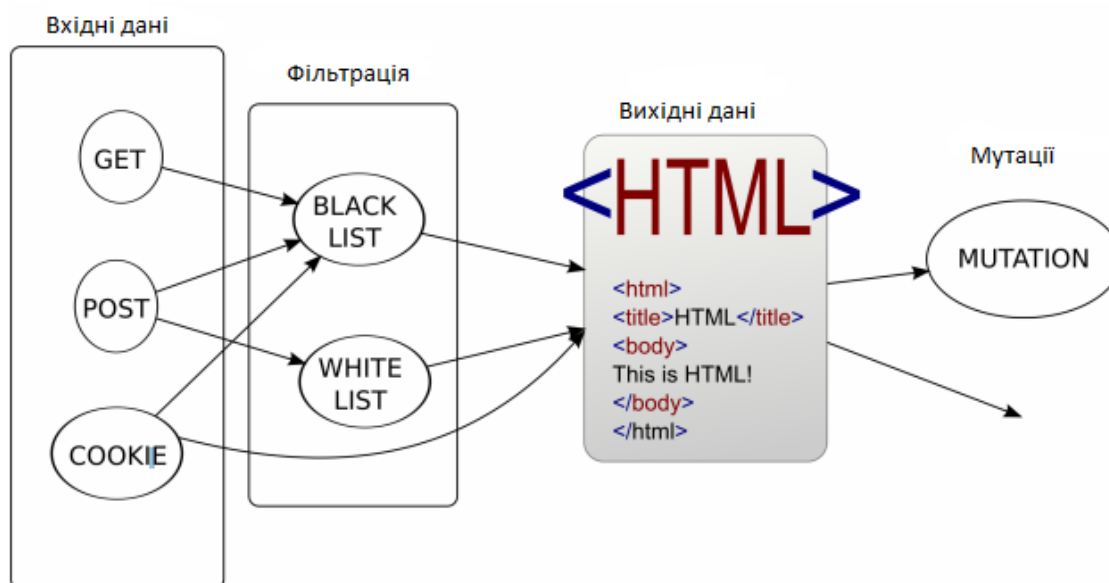 Вхідні дані
GET
POST
COOKIE
Фільтрація
BLACK
LIST
WHITE
LIST
Вихідні дані
<HTML>
<html>
<title>HTML</title>
<body>
This is HTML!
</body>
</html>
Мутації
MUTATION